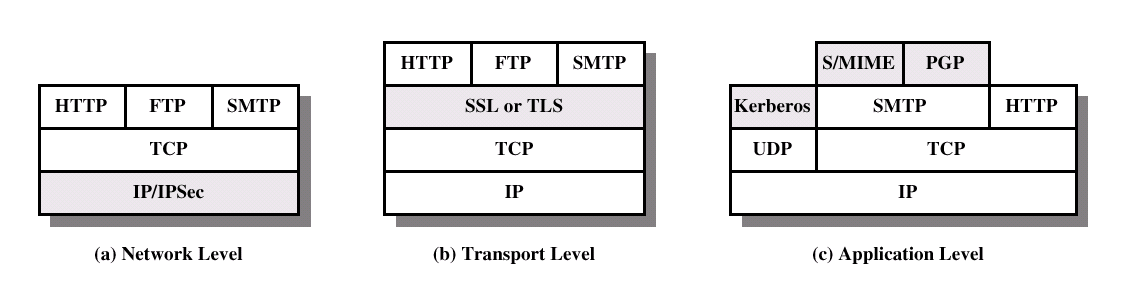 HTTP FTP SMTP
TCP
IP/IPSec
(a) Network Level
HTTP FTP SMTP
SSL or TLS
TCP
IP
(b) Transport Level
S/MIME PGP
Kerberos SMTP HTTP
UDP TCP
IP
(c) Application Level